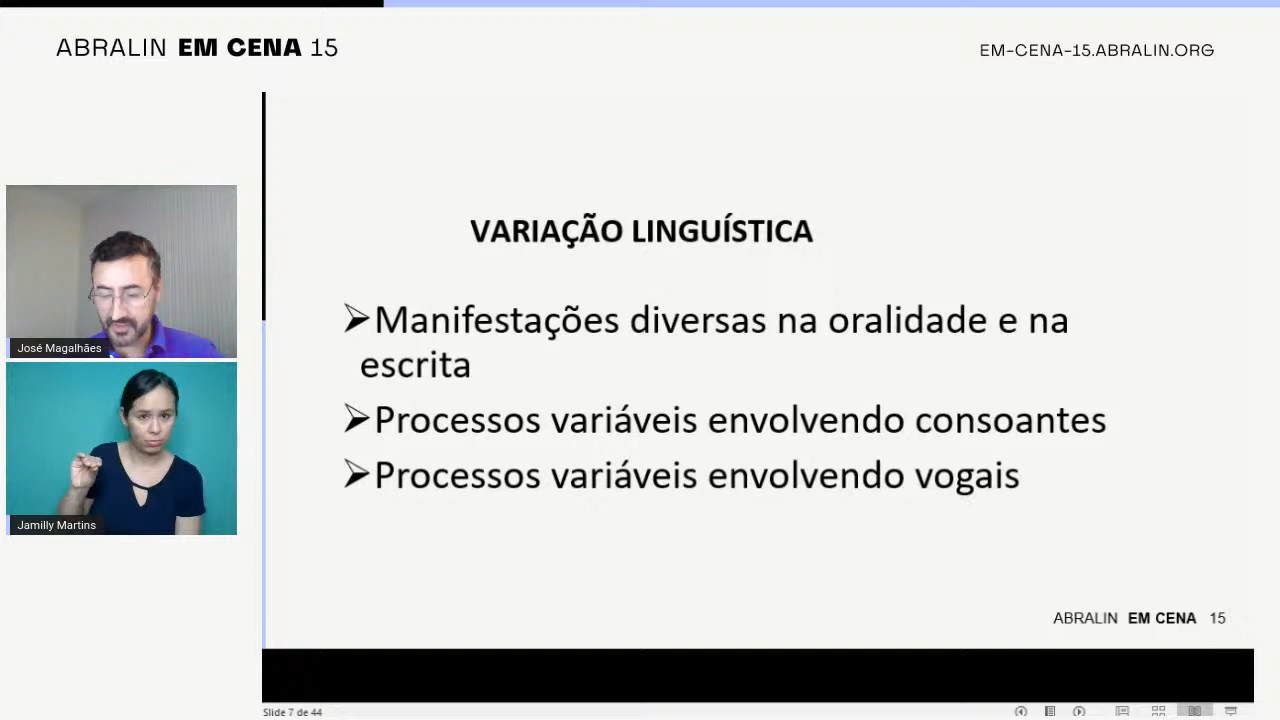 ABRALIN EM CENA 15
EM-CENA-15.ABRALIN.ORG
VARIAÇÃO LINGUÍSTICA
➢Manifestações diversas na oralidade e na
escrita
➢Processos variáveis envolvendo consoantes
➢Processos variáveis envolvendo vogais
José Magalhães
Jamilly Martins
ABRALIN EM CENA 15
Slide 7 de 44